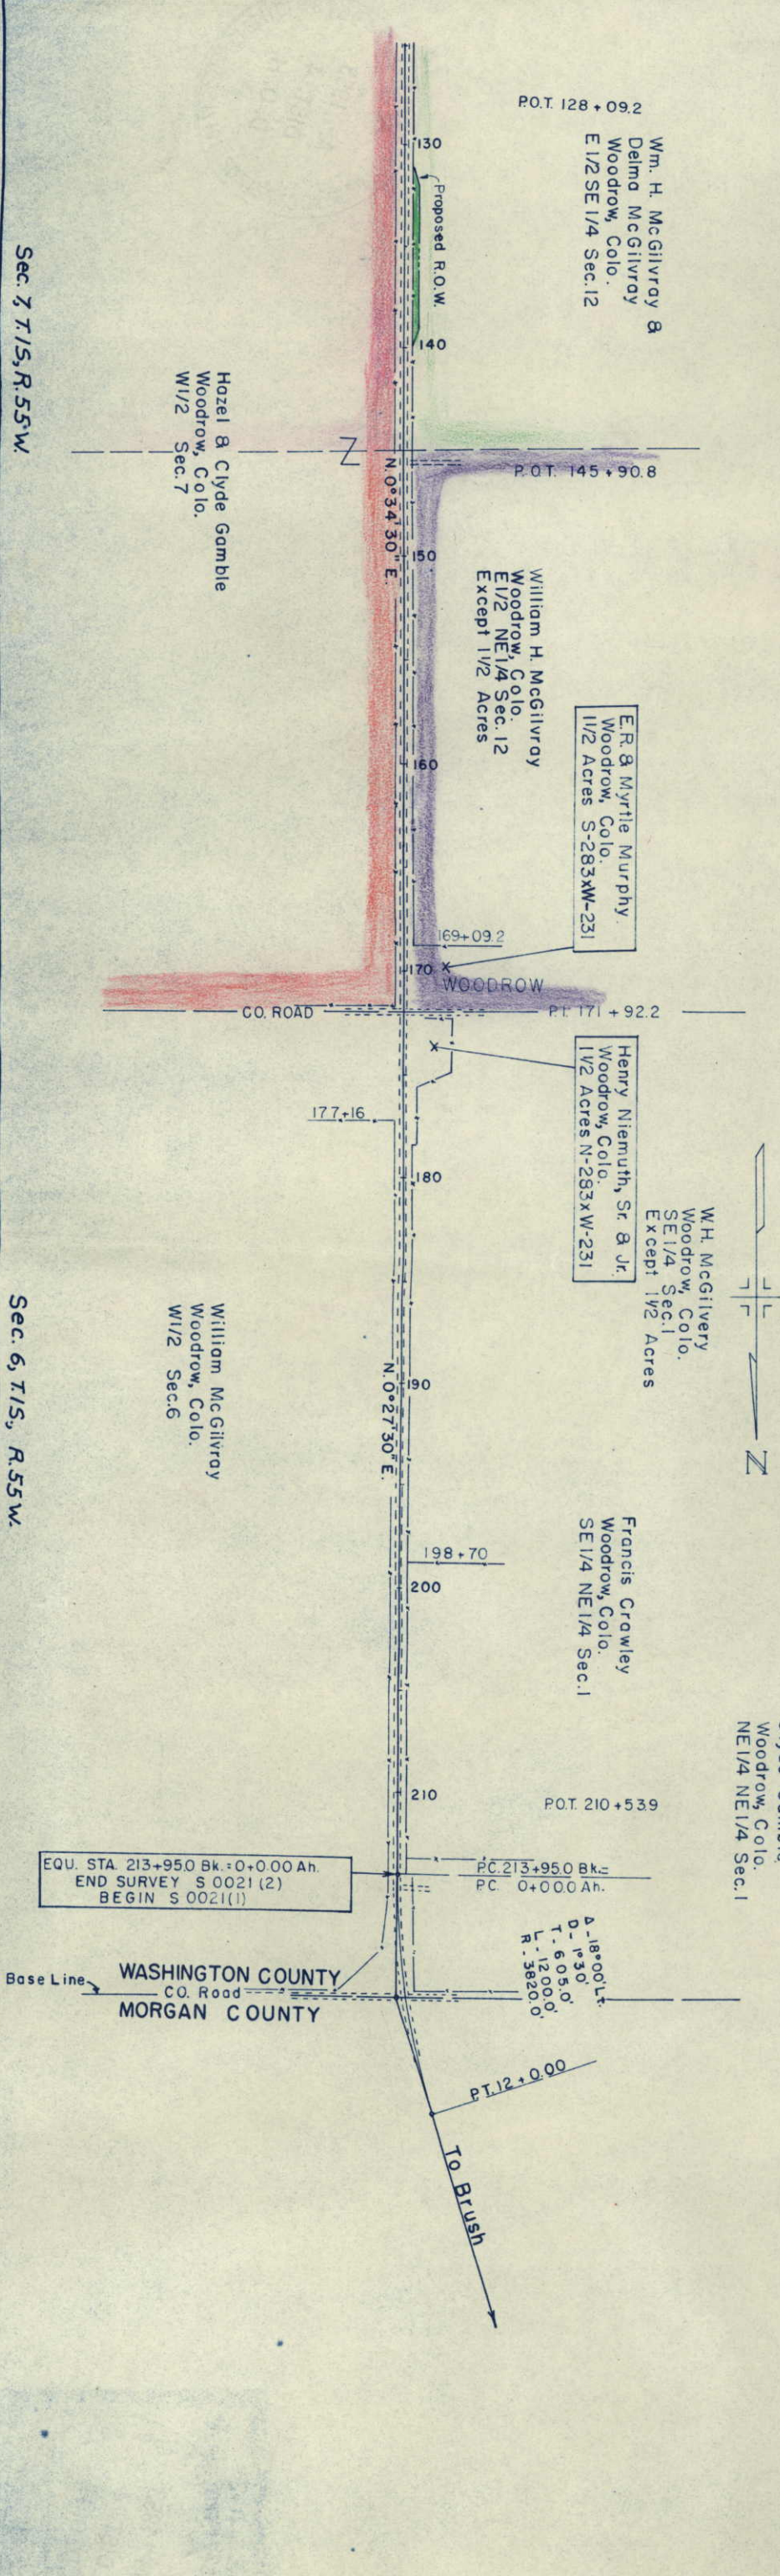 P.O.T. 128 + 09.2
Wm. H. McGilvray &
Delma McGilvray
Woodrow, Colo.
E 1/2 SE 1/4 Sec. 12
130
Proposed R.O.W.
140
Sec. 7, T.1S, R.55W.
Hazel & Clyde Gamble
Woodrow, Colo.
W1/2 Sec. 7
Z
P.O.T. 145 + 90.8
N. 0° 34' 30" E.
150
William H. McGilvray
Woodrow, Colo.
E1/2 NE 1/4 Sec. 12
Except 1 1/2 Acres
160
E.R. & Myrtle Murphy
Woodrow, Colo.
1 1/2 Acres S-283xW-231
169+09.2
170
WOODROW
CO. ROAD
P.I. 171 + 92.2
Henry Niemuth, Sr. & Jr.
Woodrow, Colo.
1 1/2 Acres N-283xW-231
177+16
180
W.H. McGilvery
Woodrow, Colo.
SE 1/4 Sec. 1
Except 1 1/2 Acres
N
Sec. 6, T.1S., R.55W.
William McGilvray
Woodrow, Colo.
W1/2 Sec. 6
N. 0° 27' 30" E.
190
Francis Crawley
Woodrow, Colo.
SE 1/4 NE 1/4 Sec. 1
198+70
200
Woodrow, Colo.
NE 1/4 NE 1/4 Sec. 1
210
P.O.T. 210 + 53.9
EQU. STA. 213+95.0 Bk. = 0+0.00 Ah.
END SURVEY S 0021 (2)
BEGIN S 0021(1)
P.C. 213+95.0 Bk.=
P.C. 0+00.0 Ah.
Δ - 18°00' Lt.
D - 1°30'
T - 605.0'
L - 1200.0'
R - 3820.0'
Base Line
WASHINGTON COUNTY
CO. Road
MORGAN COUNTY
P.T. 12 + 0.00
To Brush